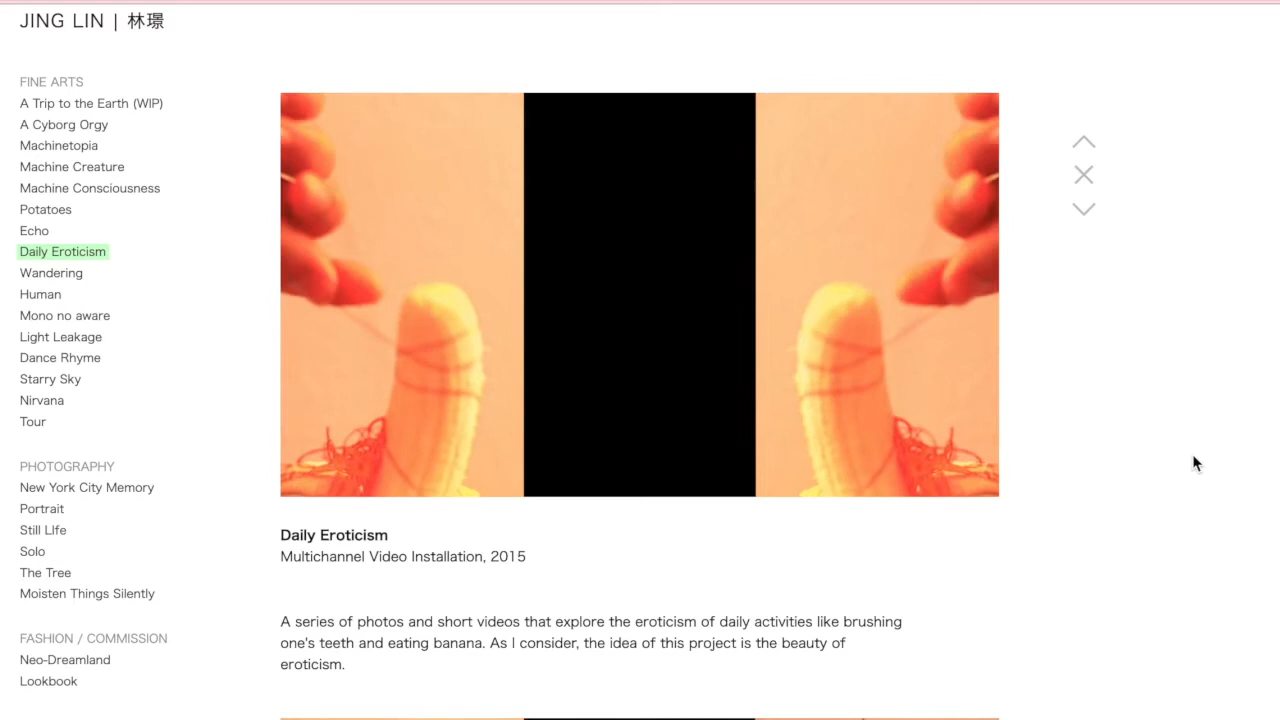 JING LIN | 林璟
FINE ARTS
A Trip to the Earth (WIP)
A Cyborg Orgy
Machinetopia
Machine Creature
Machine Consciousness
Potatoes
Echo
Daily Eroticism
Wandering
Human
Mono no aware
Light Leakage
Dance Rhyme
Starry Sky
Nirvana
Tour
PHOTOGRAPHY
New York City Memory
Portrait
Still LIfe
Solo
The Tree
Moisten Things Silently
FASHION / COMMISSION
Neo-Dreamland
Lookbook
Daily Eroticism
Multichannel Video Installation, 2015
A series of photos and short videos that explore the eroticism of daily activities like brushing
one's teeth and eating banana. As I consider, the idea of this project is the beauty of
eroticism.